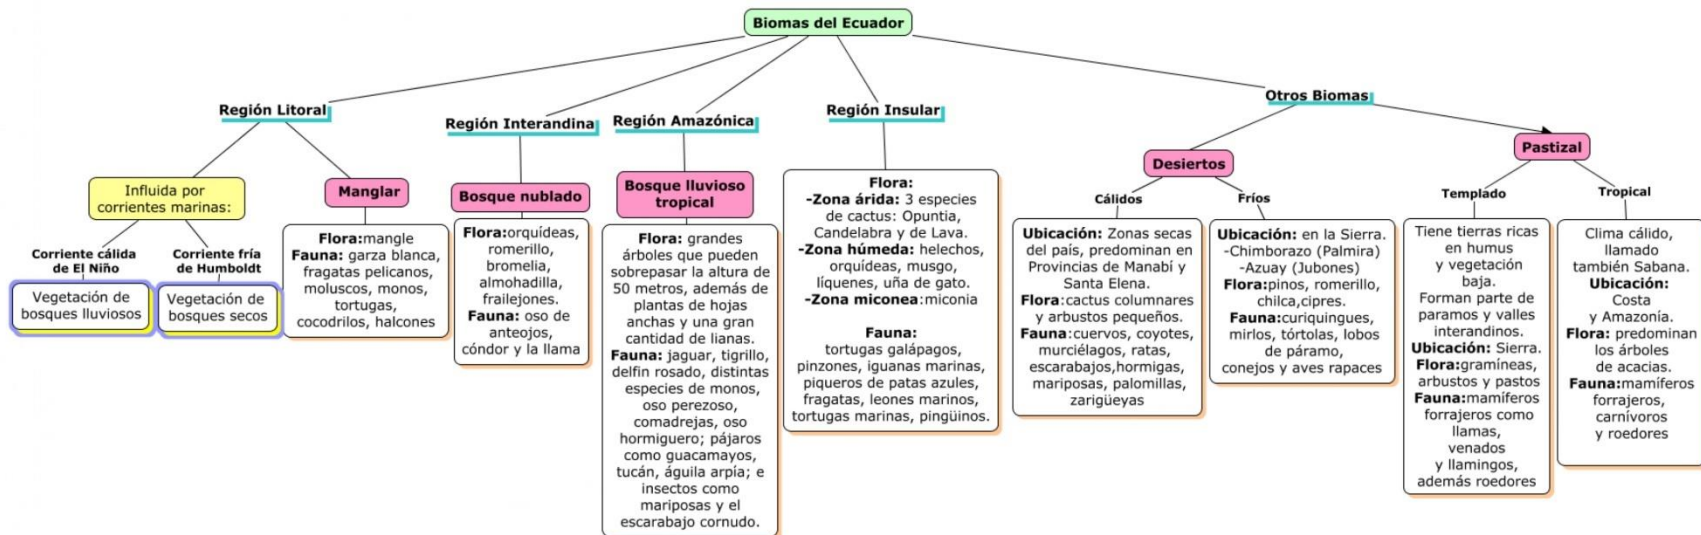 Biomas del Ecuador
Región Litoral
Influida por
corrientes marinas:
Corriente cálida
de El Niño
Vegetación de
bosques lluviosos
Corriente fría
de Humboldt
Vegetación de
bosques secos
Manglar
Flora:mangle
Fauna: garza blanca,
fragatas pelicanos,
moluscos, monos,
tortugas,
cocodrilos, halcones
Región Interandina
Bosque nublado
Flora:orquídeas,
romerillo,
bromelia,
almohadilla,
frailejones.
Fauna: oso de
anteojos,
cóndor y la llama
Región Amazónica
Bosque lluvioso
tropical
Flora: grandes
árboles que pueden
sobrepasar la altura de
50 metros, además de
plantas de hojas
anchas y una gran
cantidad de lianas.
Fauna: jaguar, tigrillo,
delfin rosado, distintas
especies de monos,
oso perezoso,
comadrejas, oso
hormiguero; pájaros
como guacamayos,
tucán, águila arpía; e
insectos como
mariposas y el
escarabajo cornudo.
Región Insular
Flora:
-Zona árida: 3 especies
de cactus: Opuntia,
Candelabra y de Lava.
-Zona húmeda: helechos,
orquídeas, musgo,
líquenes, uña de gato.
-Zona miconea:miconia
Fauna:
tortugas galápagos,
pinzones, iguanas marinas,
piqueros de patas azules,
fragatas, leones marinos,
tortugas marinas, pingüinos.
Otros Biomas
Desiertos
Cálidos
Ubicación: Zonas secas
del país, predominan en
Provincias de Manabí y
Santa Elena.
Flora:cactus columnares
y arbustos pequeños.
Fauna:cuervos, coyotes,
murciélagos, ratas,
escarabajos,hormigas,
mariposas, palomillas,
zarigüeyas
Fríos
Ubicación: en la Sierra.
-Chimborazo (Palmira)
-Azuay (Jubones)
Flora:pinos, romerillo,
chilca,cipres.
Fauna:curiquingues,
mirlos, tórtolas, lobos
de páramo,
conejos y aves rapaces
Pastizal
Templado
Tiene tierras ricas
en humus
y vegetación
baja.
Forman parte de
paramos y valles
interandinos.
Ubicación: Sierra.
Flora:gramíneas,
arbustos y pastos
Fauna:mamíferos
forrajeros como
llamas,
venados
y llamingos,
además roedores
Tropical
Clima cálido,
llamado
también Sabana.
Ubicación:
Costa
y Amazonía.
Flora: predominan
los árboles
de acacias.
Fauna:mamíferos
forrajeros,
carnívoros
y roedores